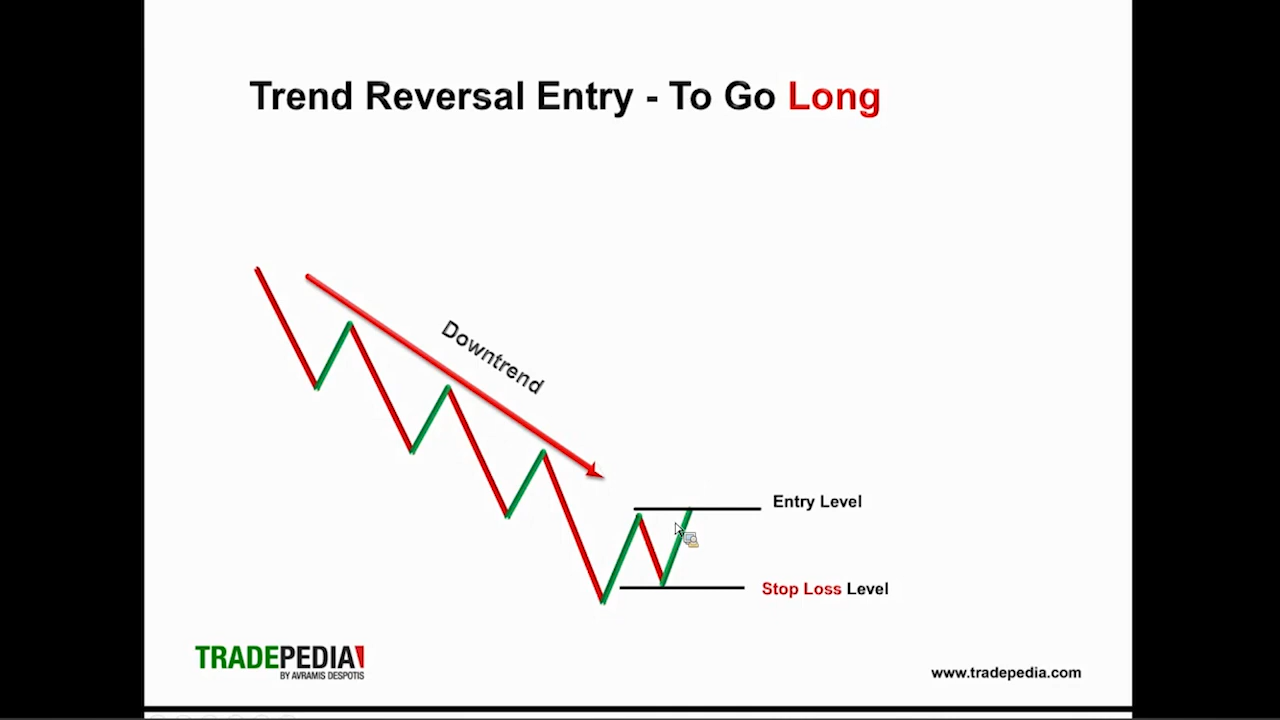 Trend Reversal Entry - To Go Long
Downtrend
Entry Level
Stop Loss Level
TRADEPEDIA
BY AVRAMIS DESPOTIS
www.tradepedia.com